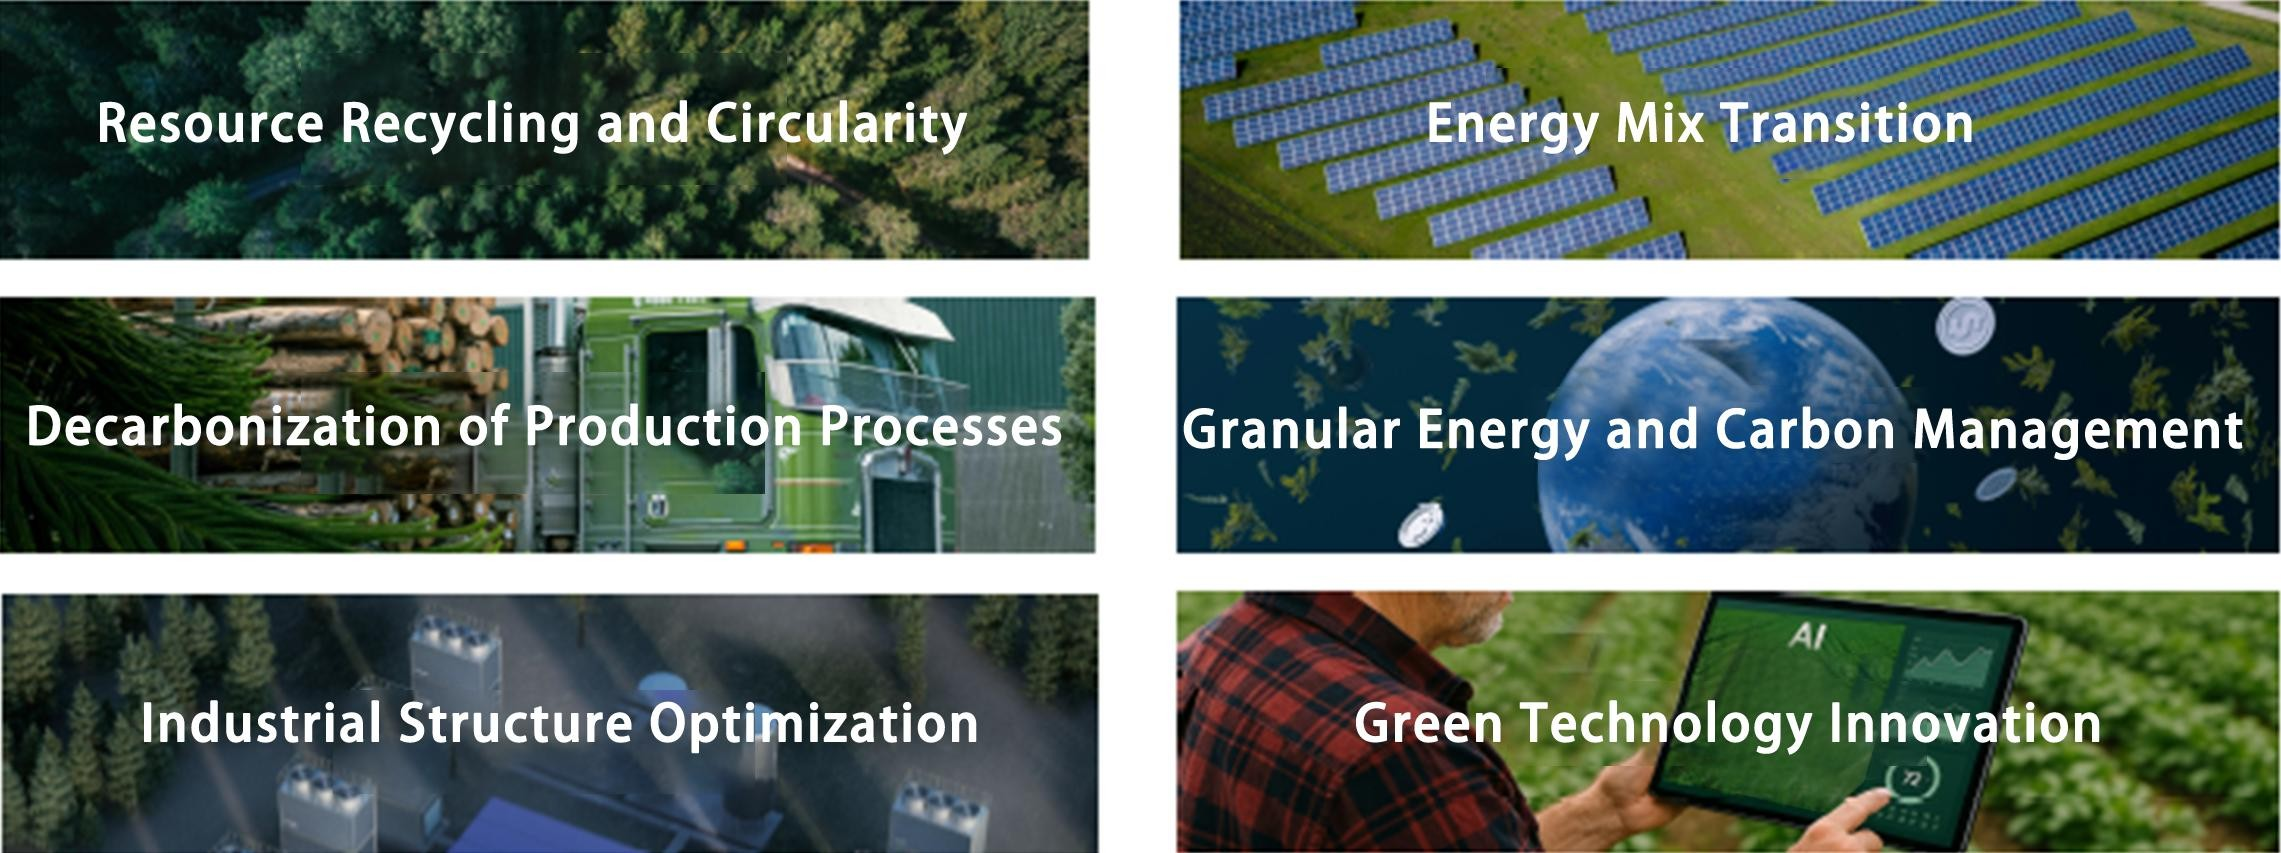 Resource Recycling and Circularity
Energy Mix Transition
Decarbonization of Production Processes
Granular Energy and Carbon Management
Industrial Structure Optimization
AI
Green Technology Innovation